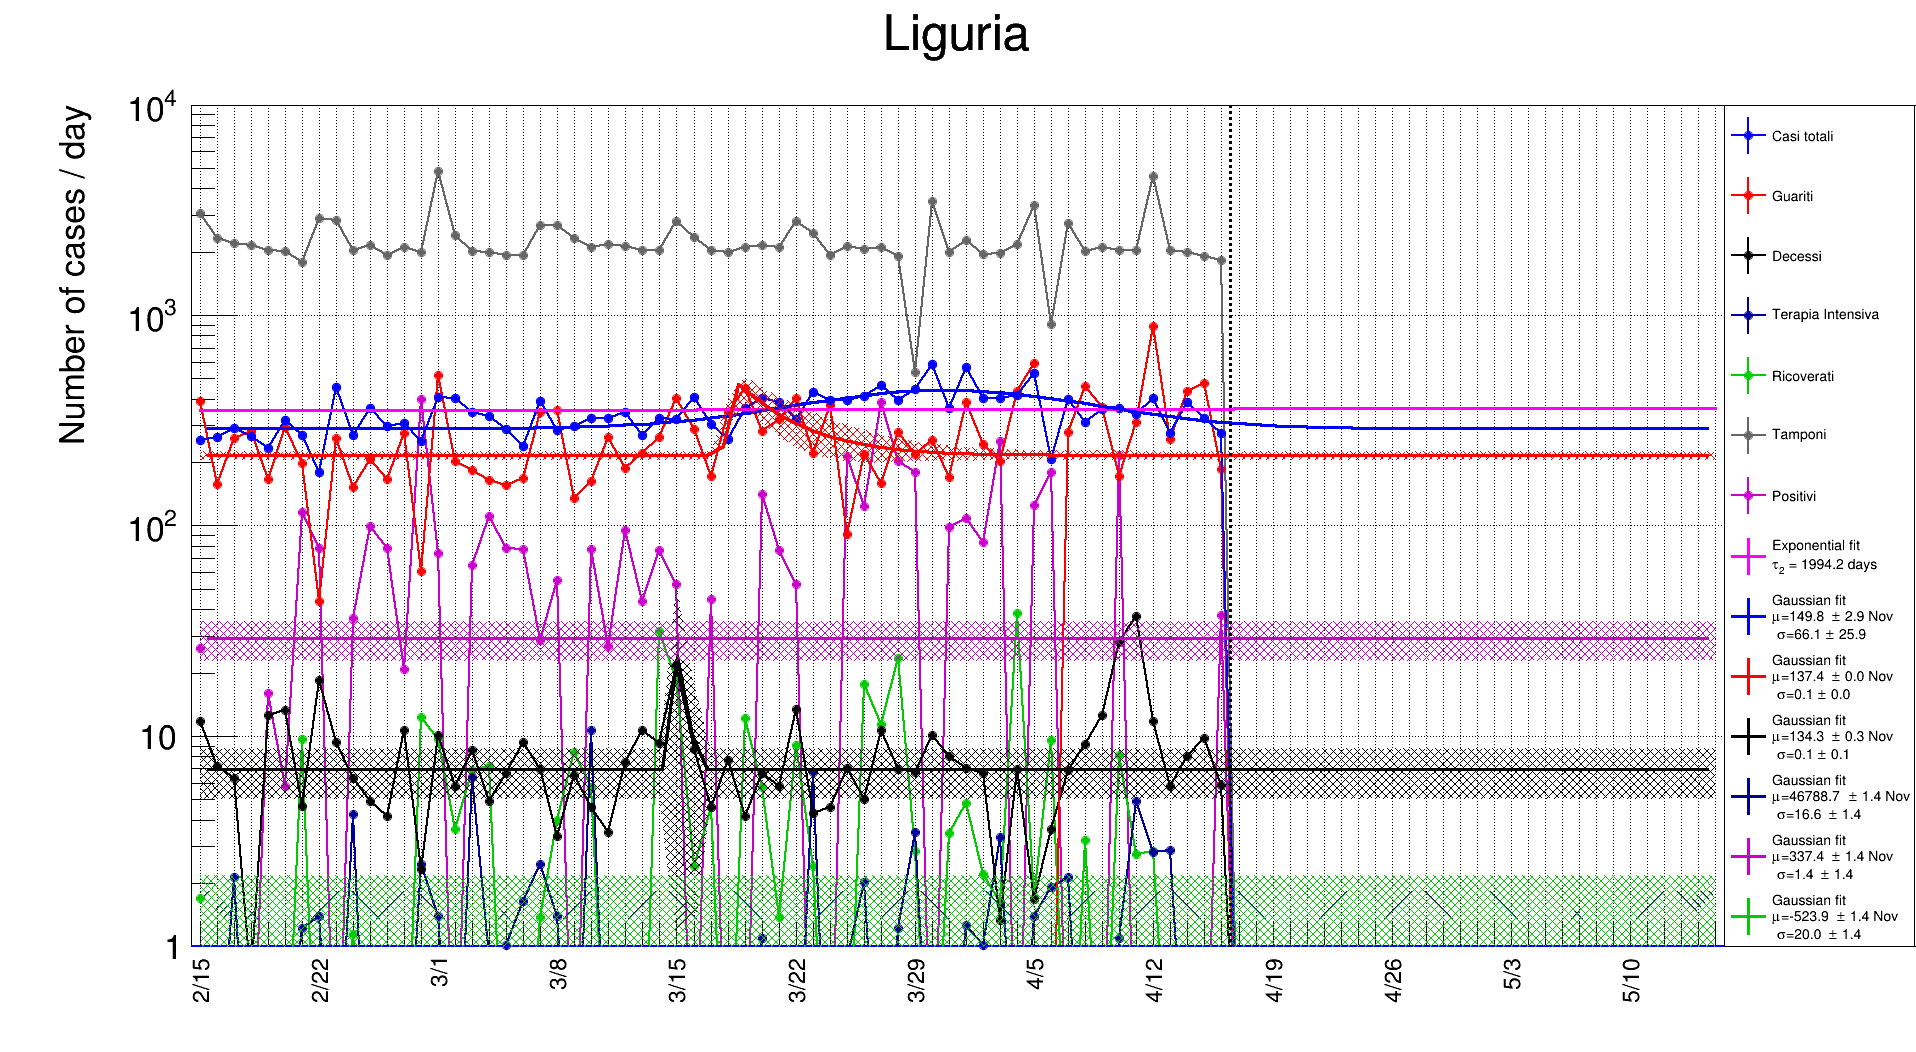 Liguria
Number of cases / day
10^4
10^3
10^2
10
1
2/15
2/22
3/1
3/8
3/15
3/22
3/29
4/5
4/12
4/19
4/26
5/3
5/10
Casi totali
Guariti
Decessi
Terapia Intensiva
Ricoverati
Tamponi
Positivi
Exponential fit
τ_2 = 1994.2 days
Gaussian fit
μ=149.8 ± 2.9 Nov
σ=66.1 ± 25.9
Gaussian fit
μ=137.4 ± 0.0 Nov
σ=0.1 ± 0.0
Gaussian fit
μ=134.3 ± 0.3 Nov
σ=0.1 ± 0.1
Gaussian fit
μ=46788.7 ± 1.4 Nov
σ=16.6 ± 1.4
Gaussian fit
μ=337.4 ± 1.4 Nov
σ=1.4 ± 1.4
Gaussian fit
μ=-523.9 ± 1.4 Nov
σ=20.0 ± 1.4